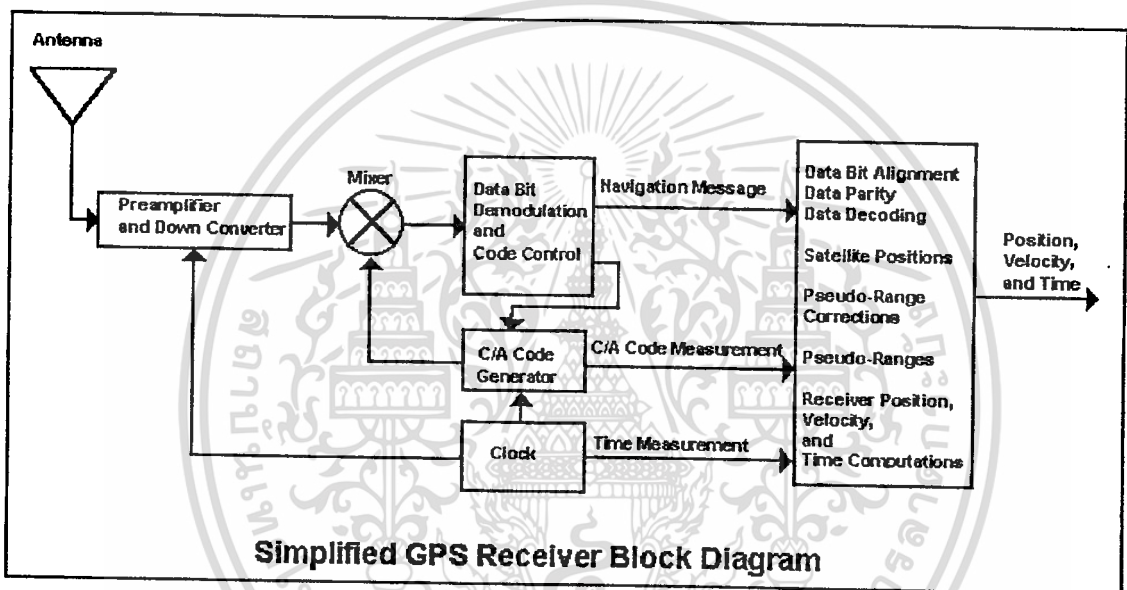 Antenna
Preamplifier
and Down Converter
Mixer
Data Bit
Demodulation
and
Code Control
Navigation Message
C/A Code
Generator
C/A Code Measurement
Clock
Time Measurement
Data Bit Alignment
Data Parity
Data Decoding
Satellite Positions
Pseudo-Range
Corrections
Pseudo-Ranges
Receiver Position,
Velocity,
and
Time Computations
Position,
Velocity,
and Time
Simplified GPS Receiver Block Diagram